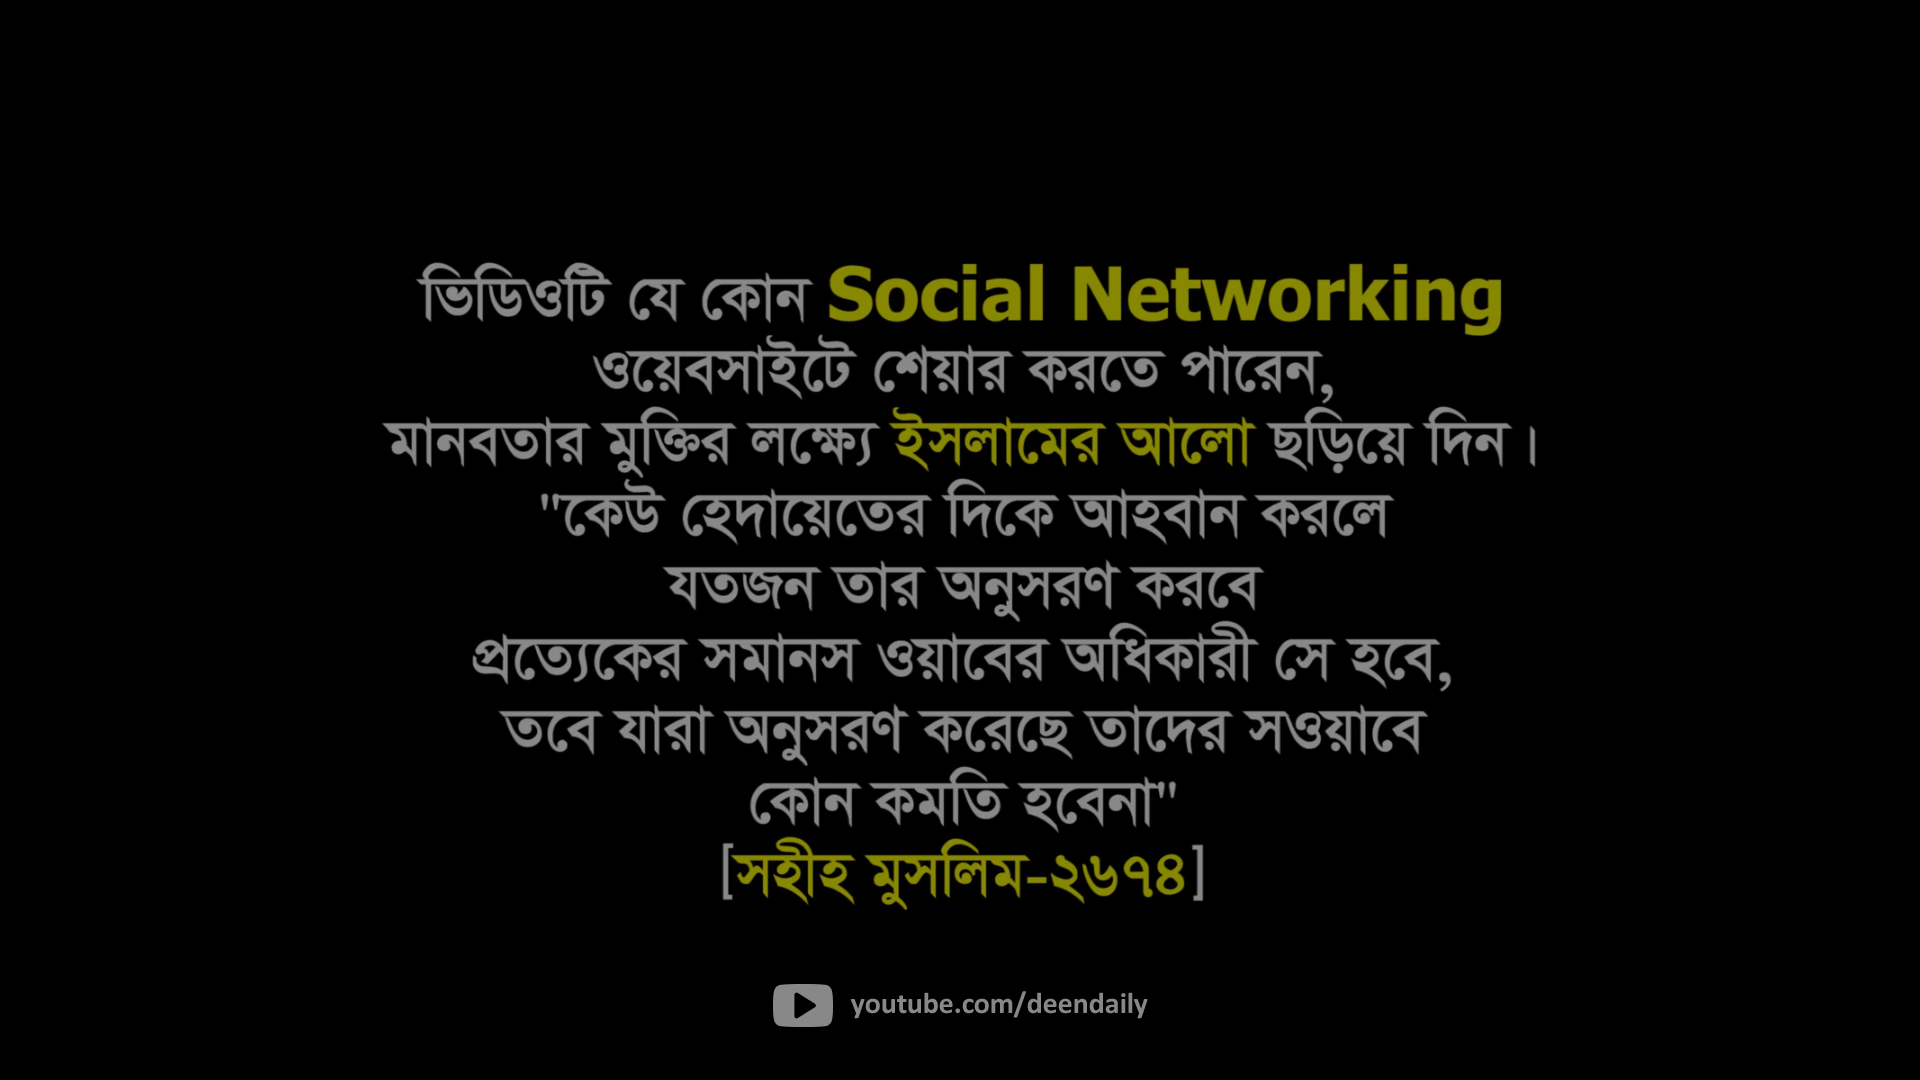 ভিডিওটি যে কোন Social Networking
ওয়েবসাইটে শেয়ার করতে পারেন,
মানবতার মুক্তির লক্ষ্যে ইসলামের আলো ছড়িয়ে দিন।
"কেউ হেদায়েতের দিকে আহবান করলে
যতজন তার অনুসরণ করবে
প্রত্যেকের সমানস ওয়াবের অধিকারী সে হবে,
তবে যারা অনুসরণ করেছে তাদের সওয়াবে
কোন কমতি হবেনা"
[সহীহ মুসলিম-২৬৭৪]
youtube.com/deendaily